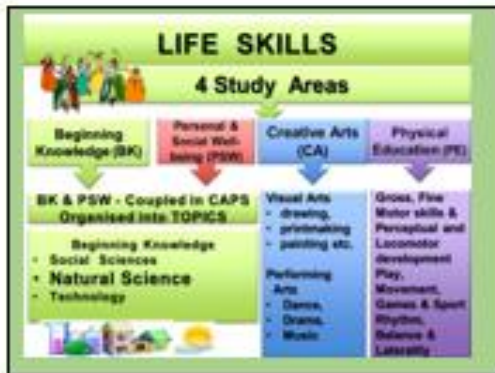 LIFE SKILLS
4 Study Areas
Beginning
Knowledge (BK)
Personal &
Social Well-
being (PSW)
Creative Arts
(CA)
Physical
Education (PE)
BK & PSW - Coupled in CAPS
Organised into TOPICS
Beginning Knowledge
• Social Sciences
• Natural Science
• Technology
Visual Arts
• drawing,
• printmaking
• painting etc.
Performing
Arts
• Dance,
• Drama,
• Music
Gross, Fine
Motor skills &
Perceptual and
Locomotor
development
Play,
Movement,
Games & Sport
Rhythm,
Balance &
Laterality